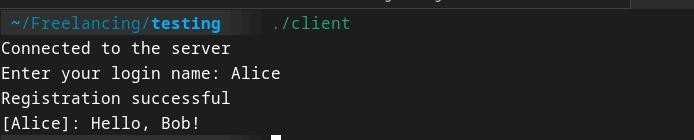 ~/Freelancing/testing ./client
Connected to the server
Enter your login name: Alice
Registration successful
[Alice]: Hello, Bob!